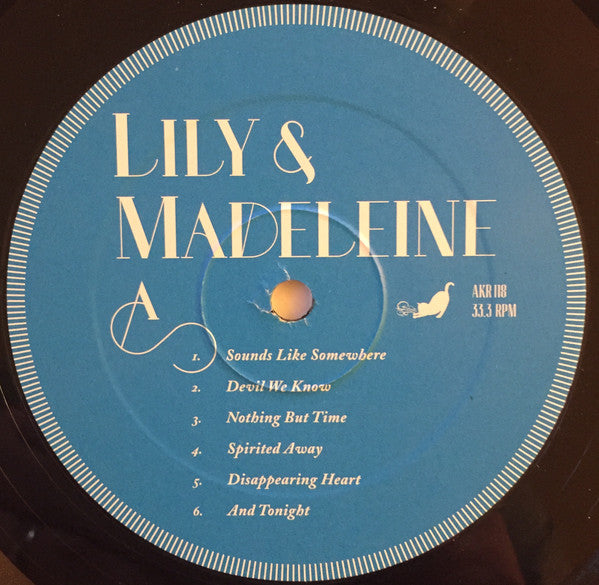 LILY &
MADELEINE
A
AKR 118
33.3 RPM
1. Sounds Like Somewhere
2. Devil We Know
3. Nothing But Time
4. Spirited Away
5. Disappearing Heart
6. And Tonight